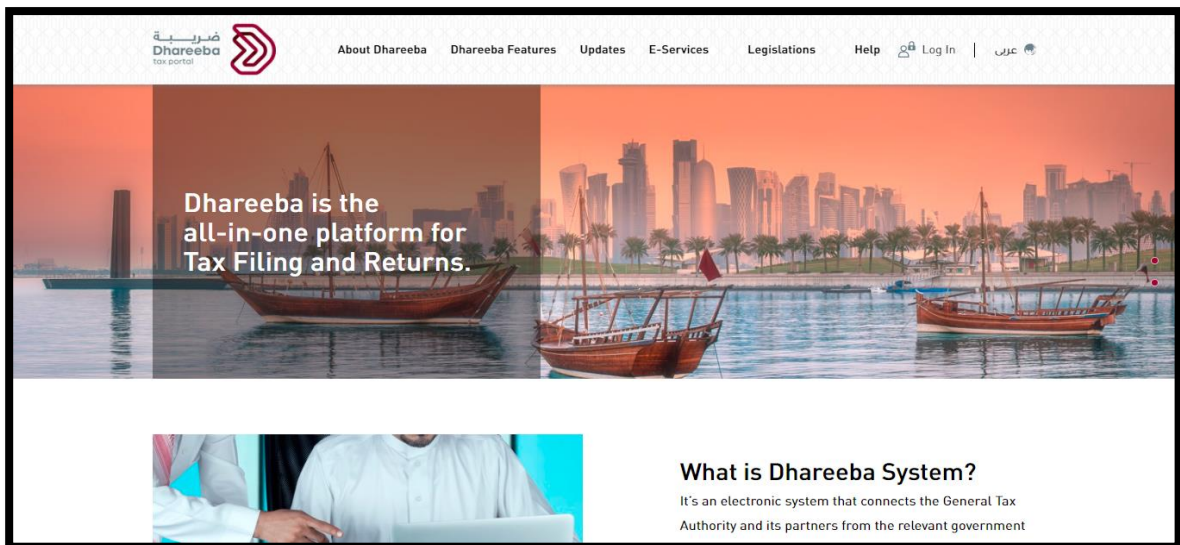 ضريبة
Dhareeba
tax portal
About Dhareeba
Dhareeba Features
Updates
E-Services
Legislations
Help
Log In
عربي
Dhareeba is the
all-in-one platform for
Tax Filing and Returns.
What is Dhareeba System?
It's an electronic system that connects the General Tax
Authority and its partners from the relevant government